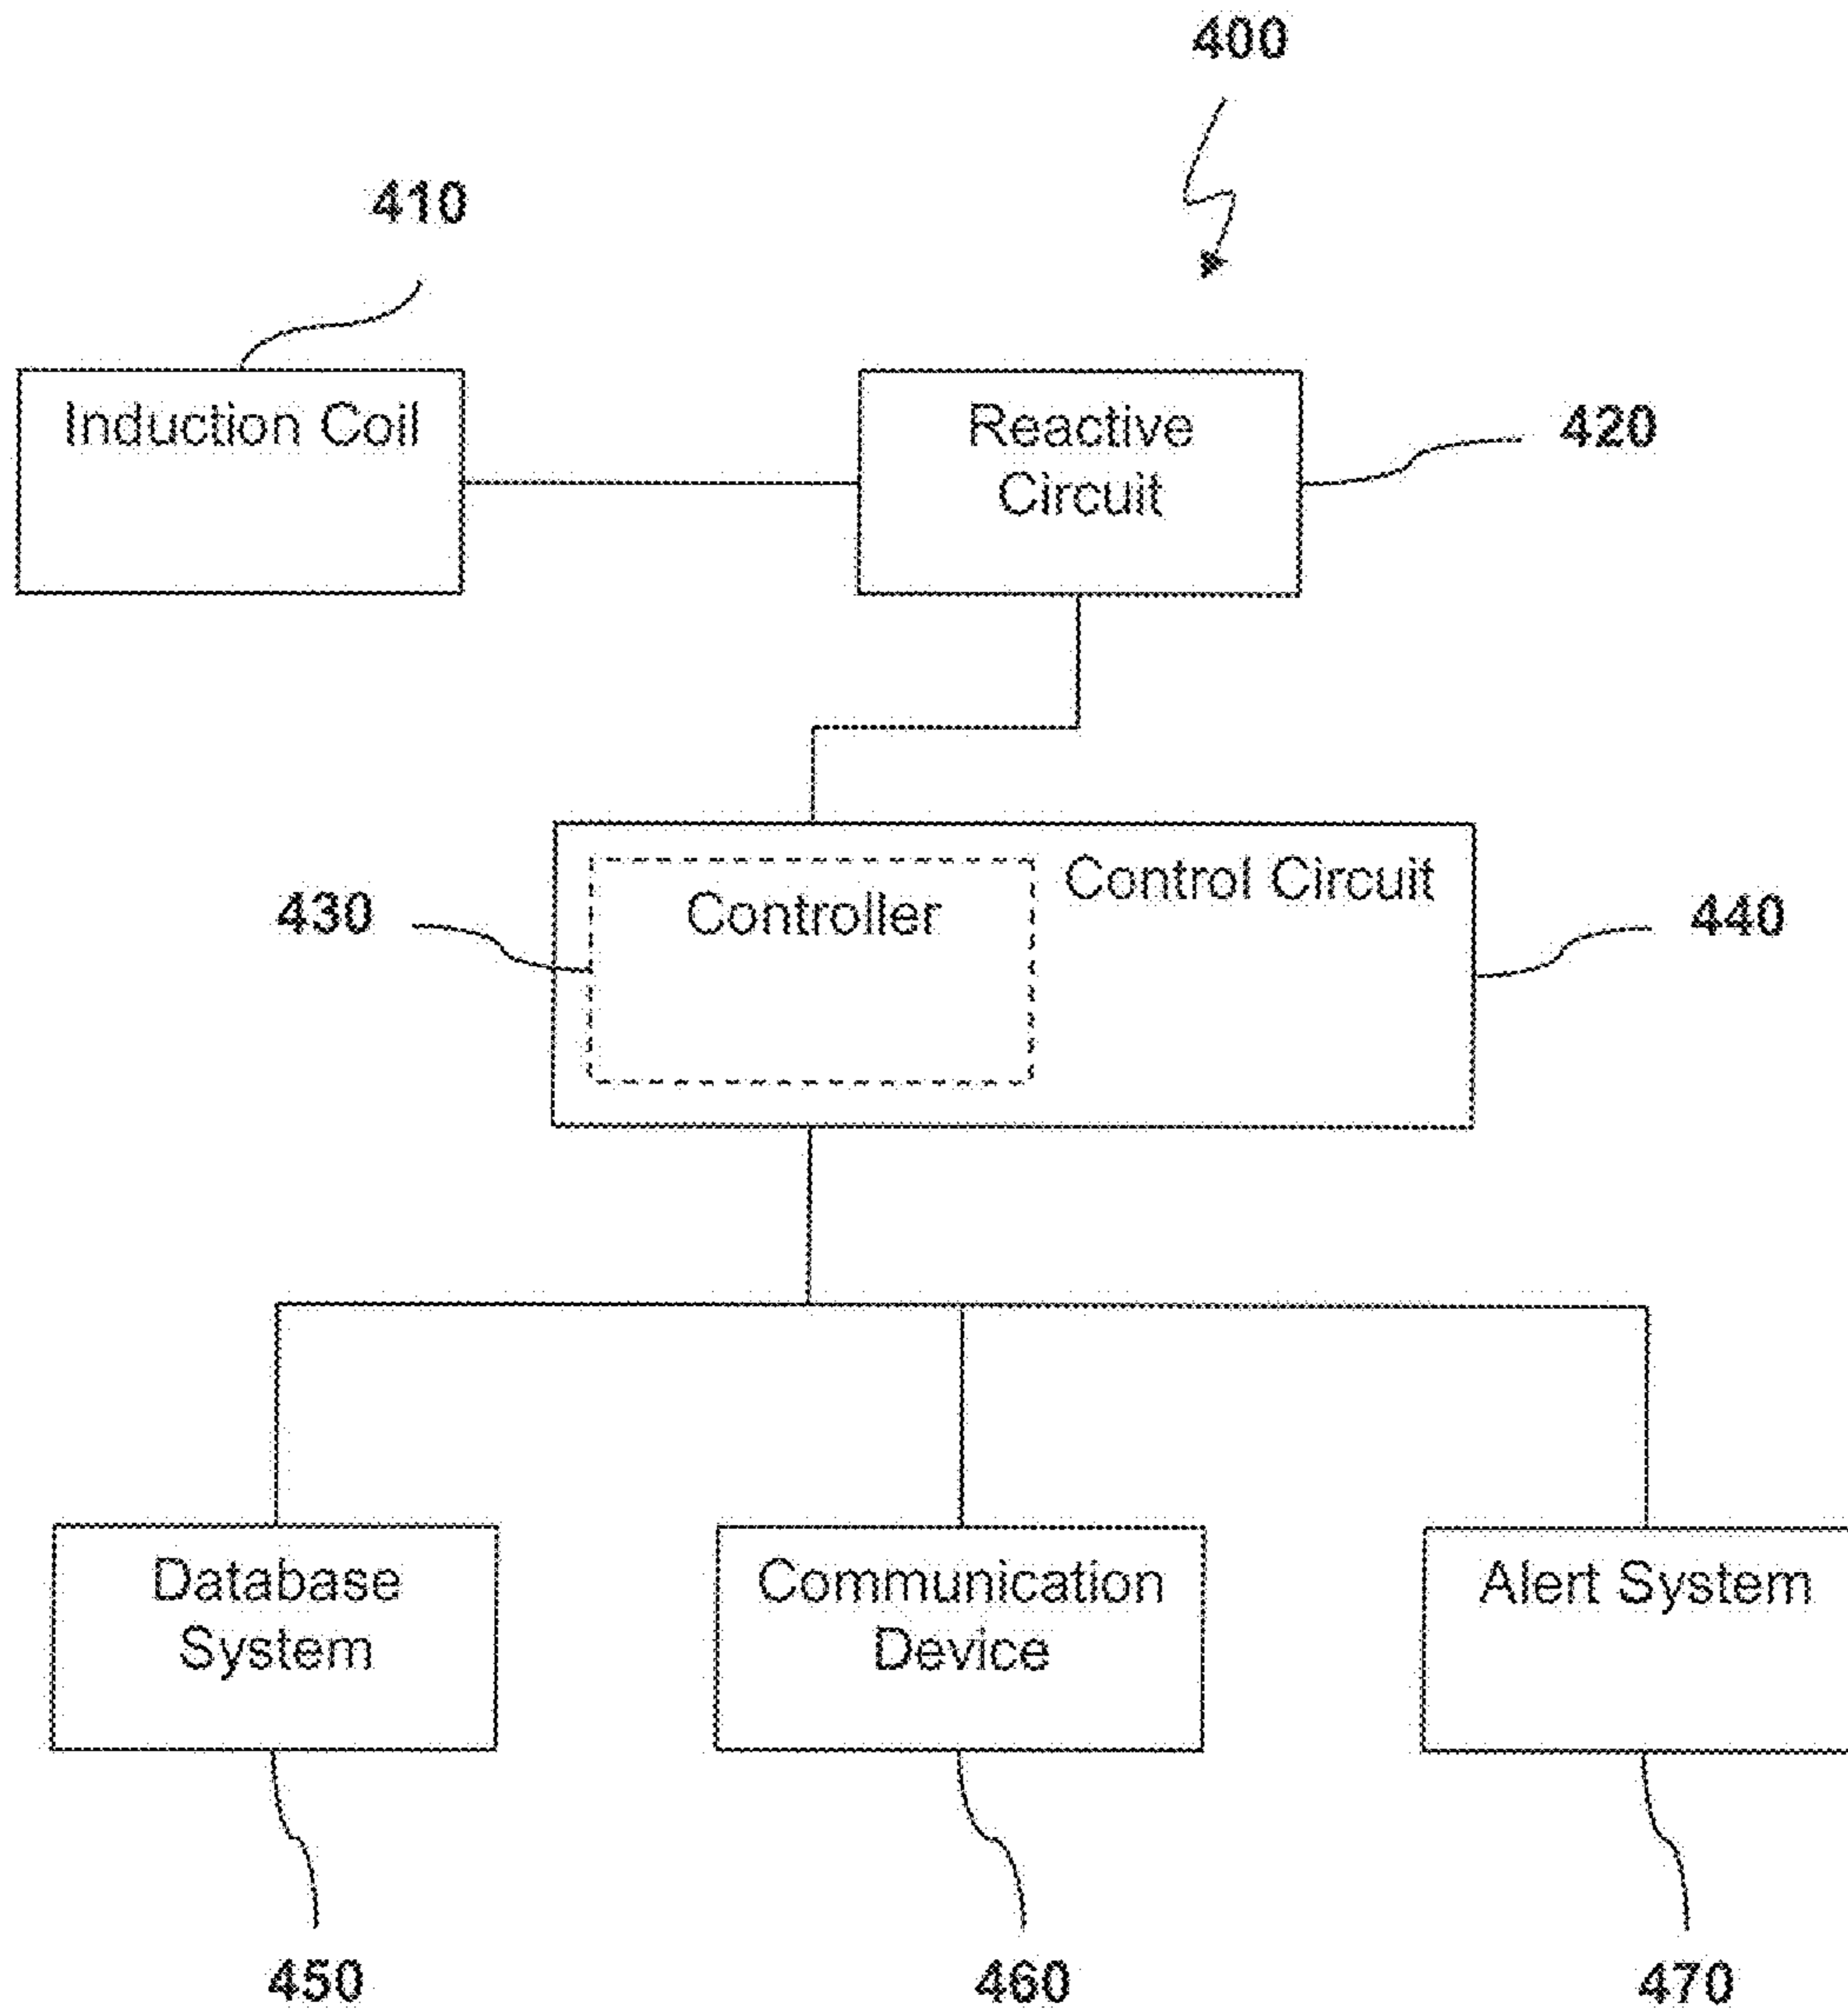 400
410
Induction Coil
Reactive
Circuit
420
430
Controller
Control Circuit
440
Database
System
Communication
Device
Alert System
450
460
470